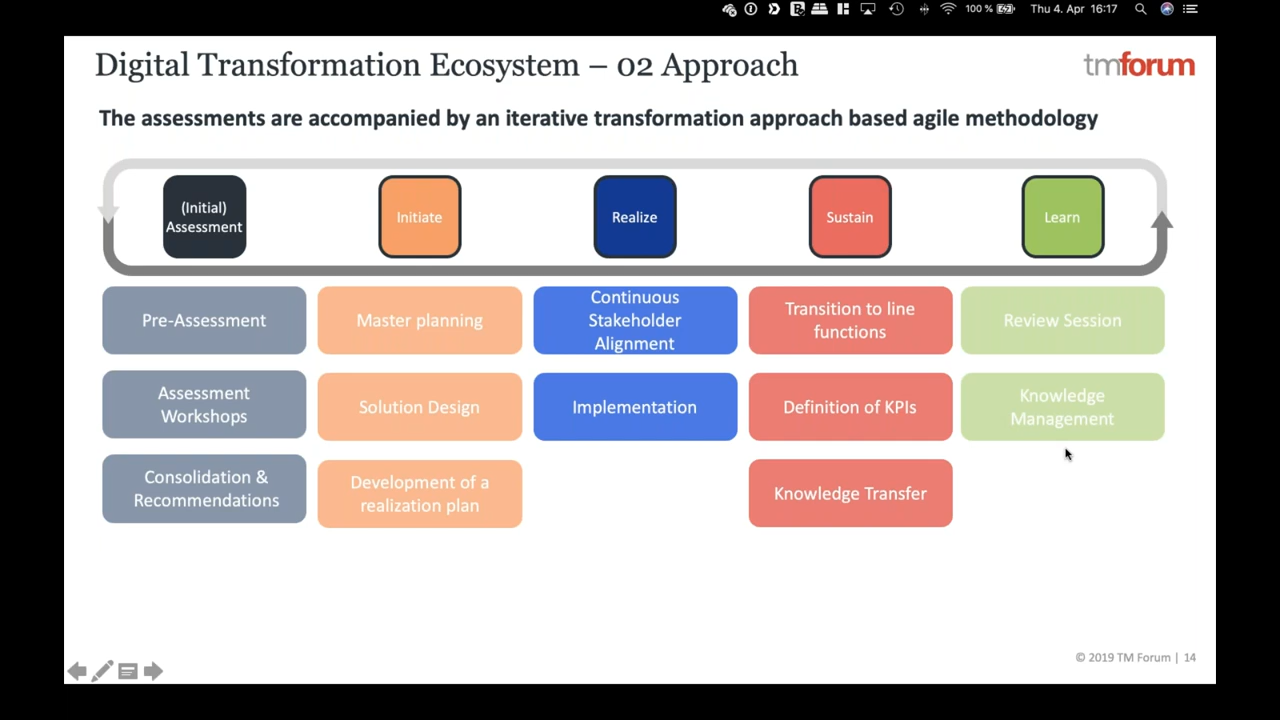 100 %
Thu 4. Apr 16:17
Digital Transformation Ecosystem – 02 Approach
tmforum
The assessments are accompanied by an iterative transformation approach based agile methodology
(Initial)
Assessment
Initiate
Realize
Sustain
Learn
Pre-Assessment
Master planning
Continuous
Stakeholder
Alignment
Transition to line
functions
Review Session
Assessment
Workshops
Solution Design
Implementation
Definition of KPIs
Knowledge
Management
Consolidation &
Recommendations
Development of a
realization plan
Knowledge Transfer
© 2019 TM Forum | 14